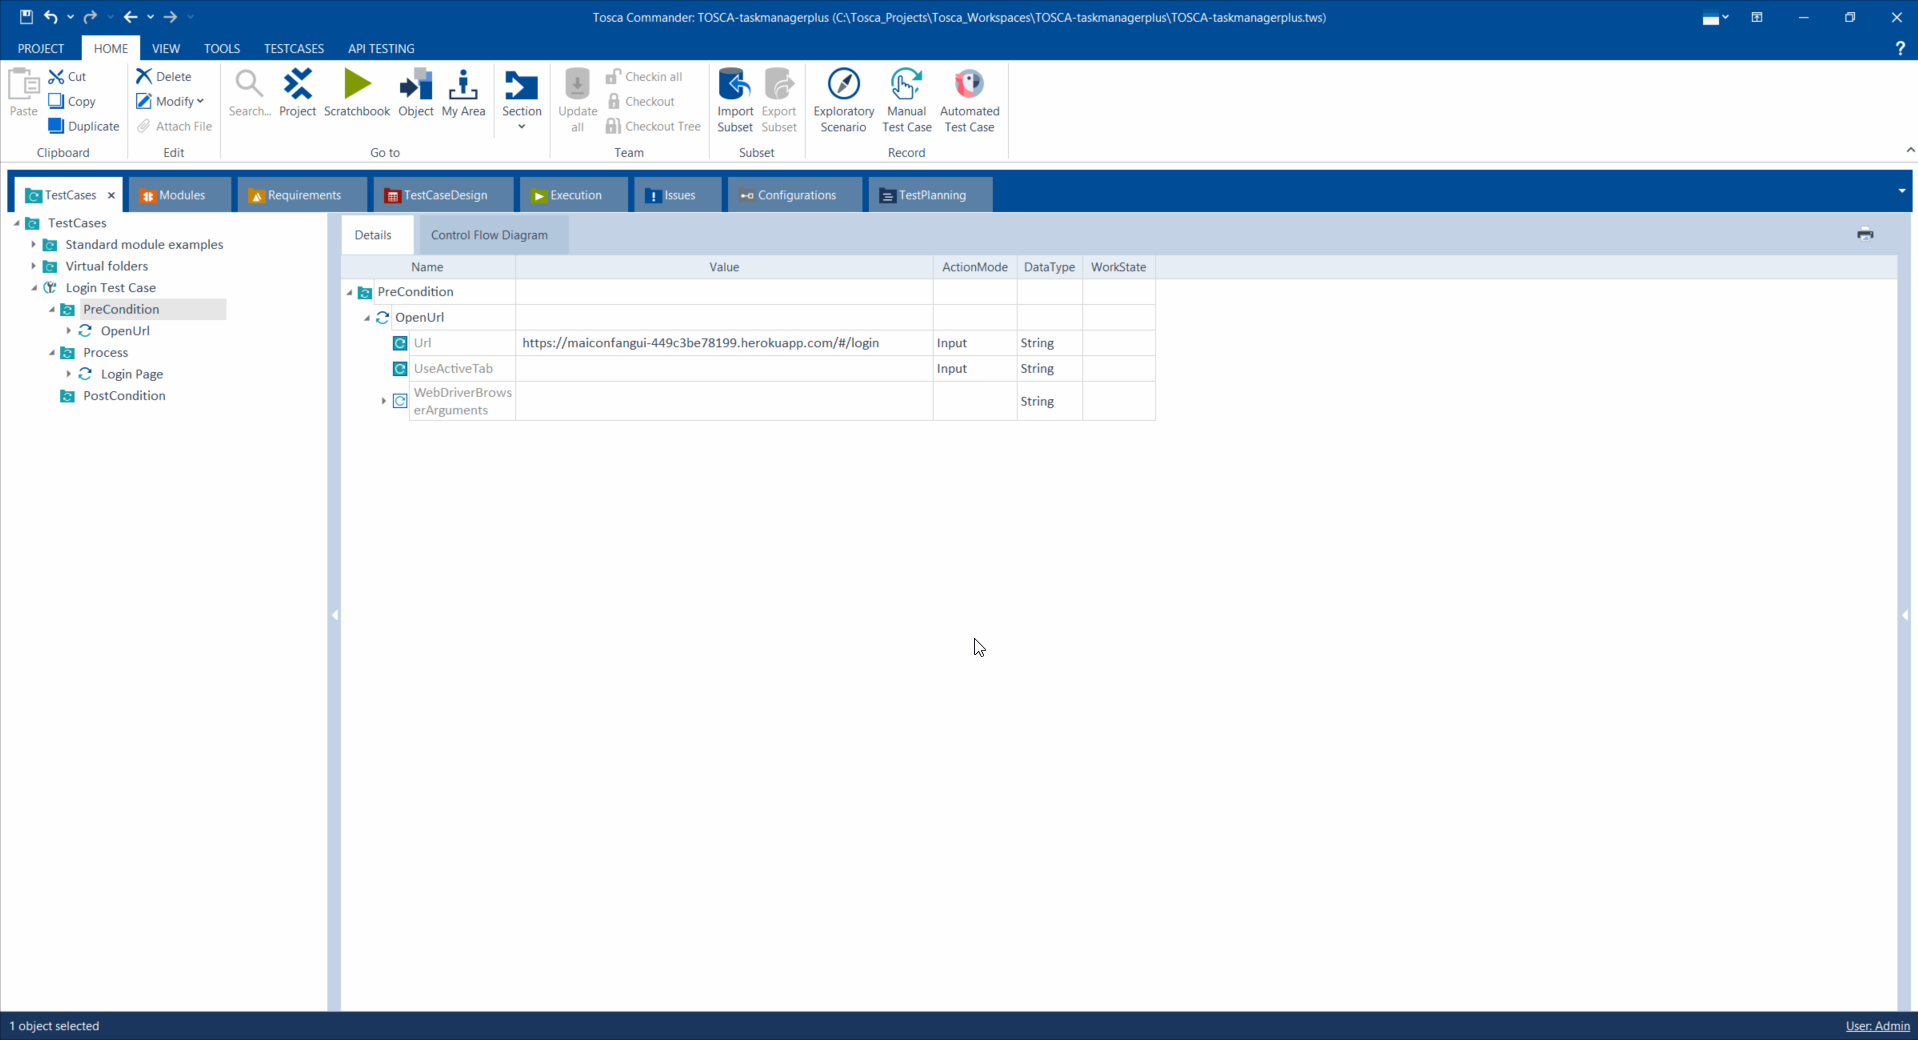 Tosca Commander: TOSCA-taskmanagerplus (C:\Tosca_Projects\Tosca_Workspaces\TOSCA-taskmanagerplus\TOSCA-taskmanagerplus.tws)
PROJECT HOME VIEW TOOLS TESTCASES API TESTING ?
Paste
Cut
Copy
Duplicate
Clipboard
Delete
Modify
Attach File
Edit
Search... Project Scratchbook Object My Area Section
Go to
Update all
Checkin all
Checkout
Checkout Tree
Team
Import Subset
Export Subset
Subset
Exploratory Scenario
Manual Test Case
Automated Test Case
Record
TestCases Modules Requirements TestCaseDesign Execution Issues Configurations TestPlanning
TestCases
Standard module examples
Virtual folders
Login Test Case
PreCondition
OpenUrl
Process
Login Page
PostCondition
Details Control Flow Diagram
Name Value ActionMode DataType WorkState
PreCondition
OpenUrl
Url https://maiconfangui-449c3be78199.herokuapp.com/#/login Input String
UseActiveTab Input String
WebDriverBrows
erArguments String
1 object selected
User: Admin